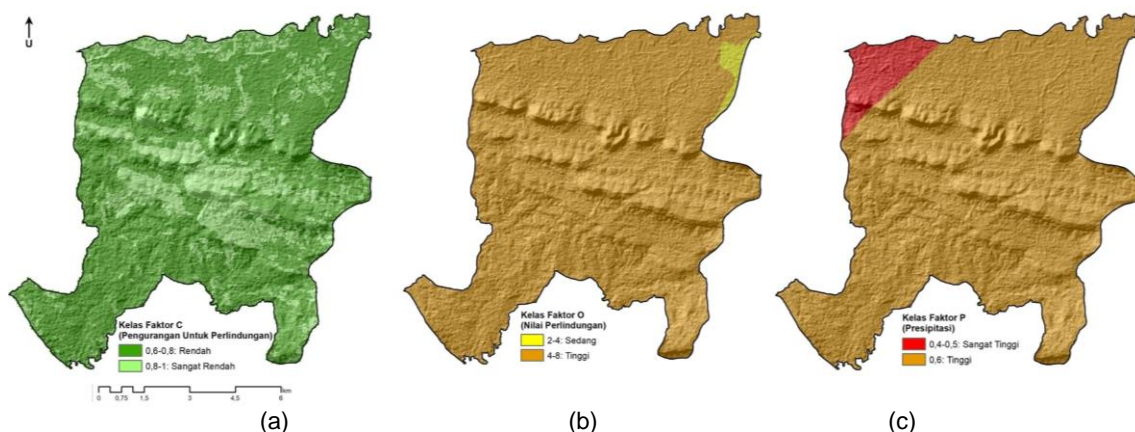 U
Kelas Faktor C
(Pengurangan Untuk Perlindungan)
0,6-0,8: Rendah
0,8-1: Sangat Rendah
km
0 0,75 1,5 3 4,5 6
(a)
Kelas Faktor O
(Nilai Perlindungan)
2-4: Sedang
4-8: Tinggi
(b)
Kelas Faktor P
(Presipitasi)
0,4-0,5: Sangat Tinggi
0,6: Tinggi
(c)